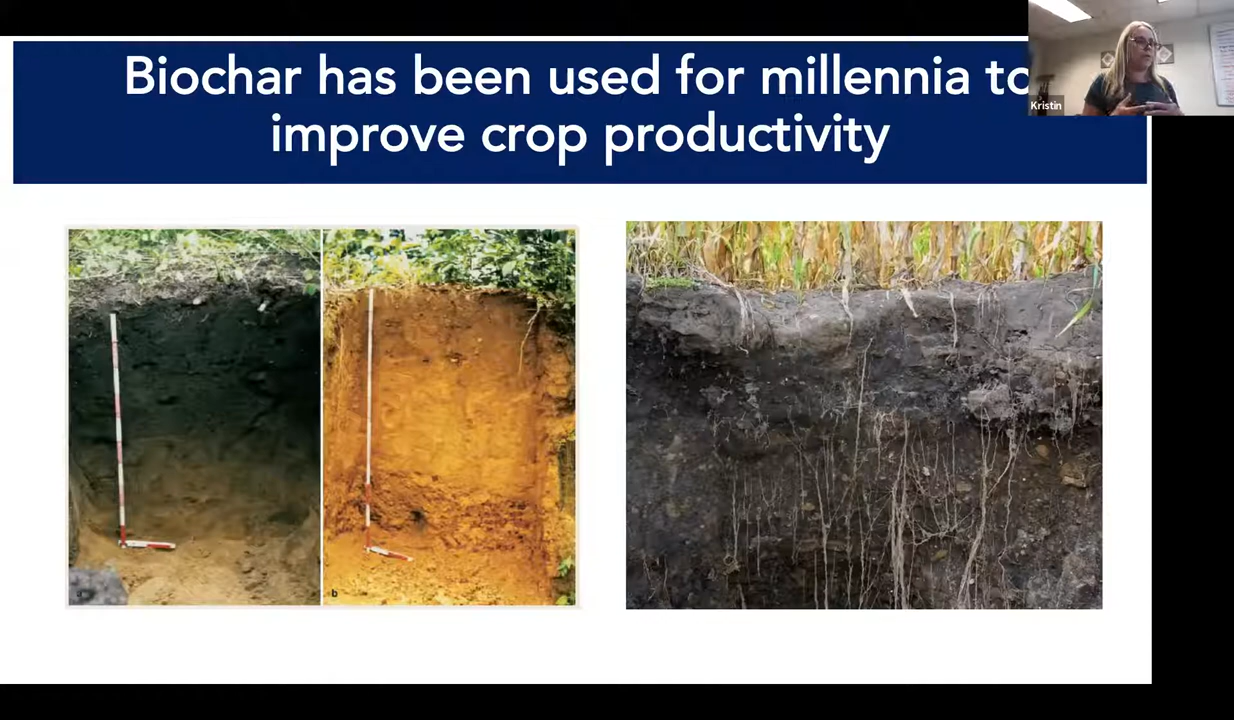 Biochar has been used for millennia to
improve crop productivity
Kristin
b